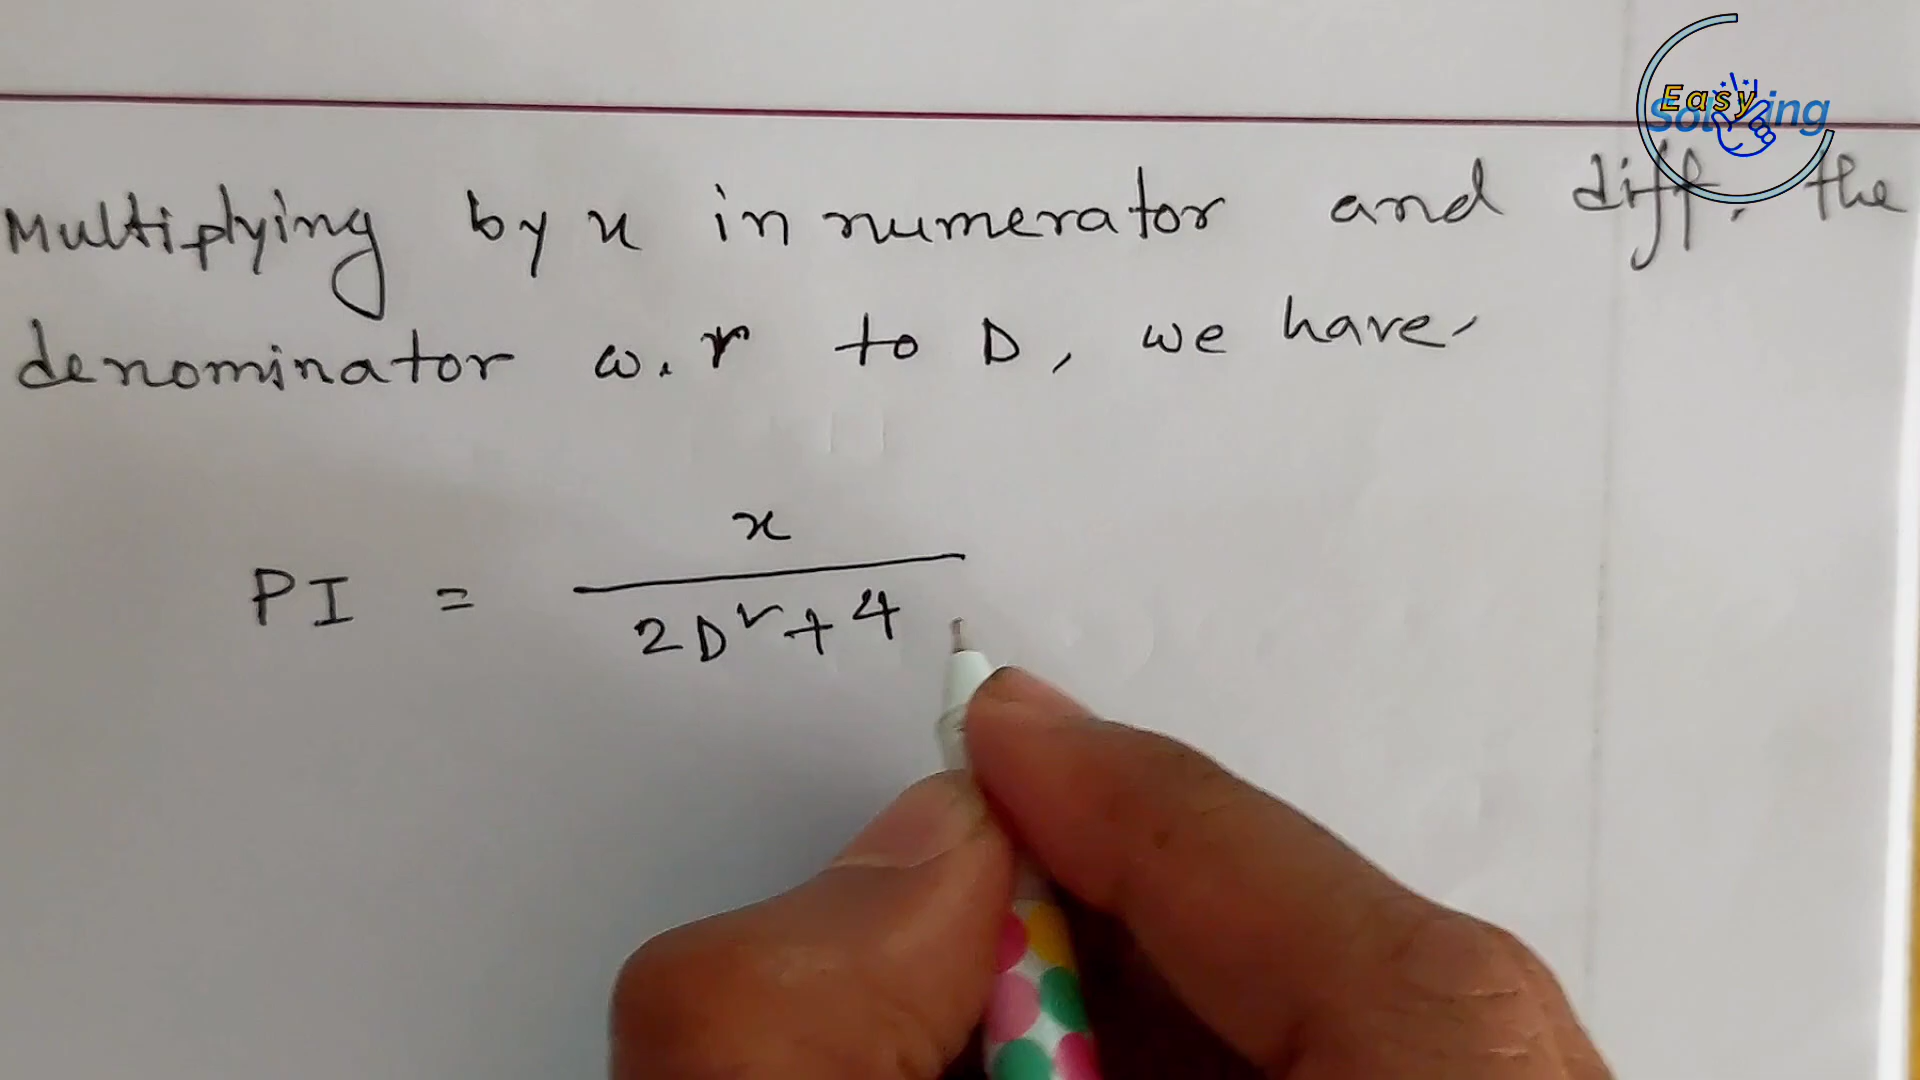 Easy
Solving
Multiplying by x in numerator and diff. the
denominator w.r to D, we have,
PI = x / 2D² + 4